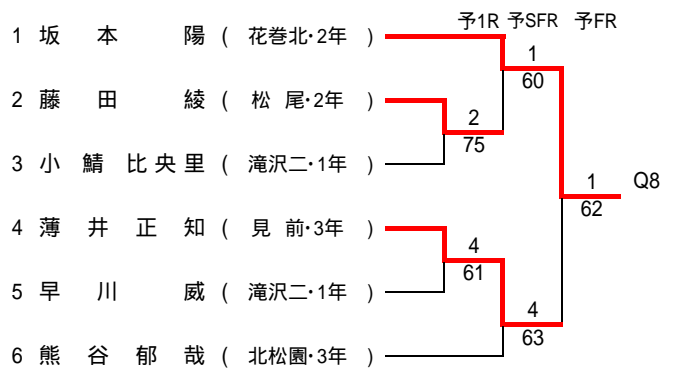 予1R 予SFR 予FR
1 坂本 陽 ( 花巻北・2年 )
1
60
2 藤田 綾 ( 松尾・2年 )
2
75
3 小鯖 比央里 ( 滝沢二・1年 )
1
62
Q8
4 薄井正知 ( 見前・3年 )
4
61
5 早川 威 ( 滝沢二・1年 )
4
63
6 熊谷郁哉 ( 北松園・3年 )